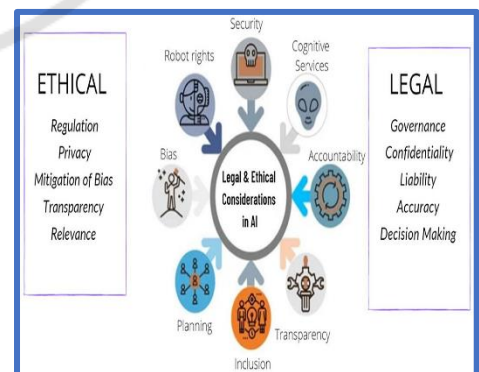 ETHICAL
Regulation
Privacy
Mitigation of Bias
Transparency
Relevance
Security
Robot rights
Cognitive
Services
Bias
Legal & Ethical
Considerations
in AI
Accountability
Planning
Transparency
Inclusion
LEGAL
Governance
Confidentiality
Liability
Accuracy
Decision Making